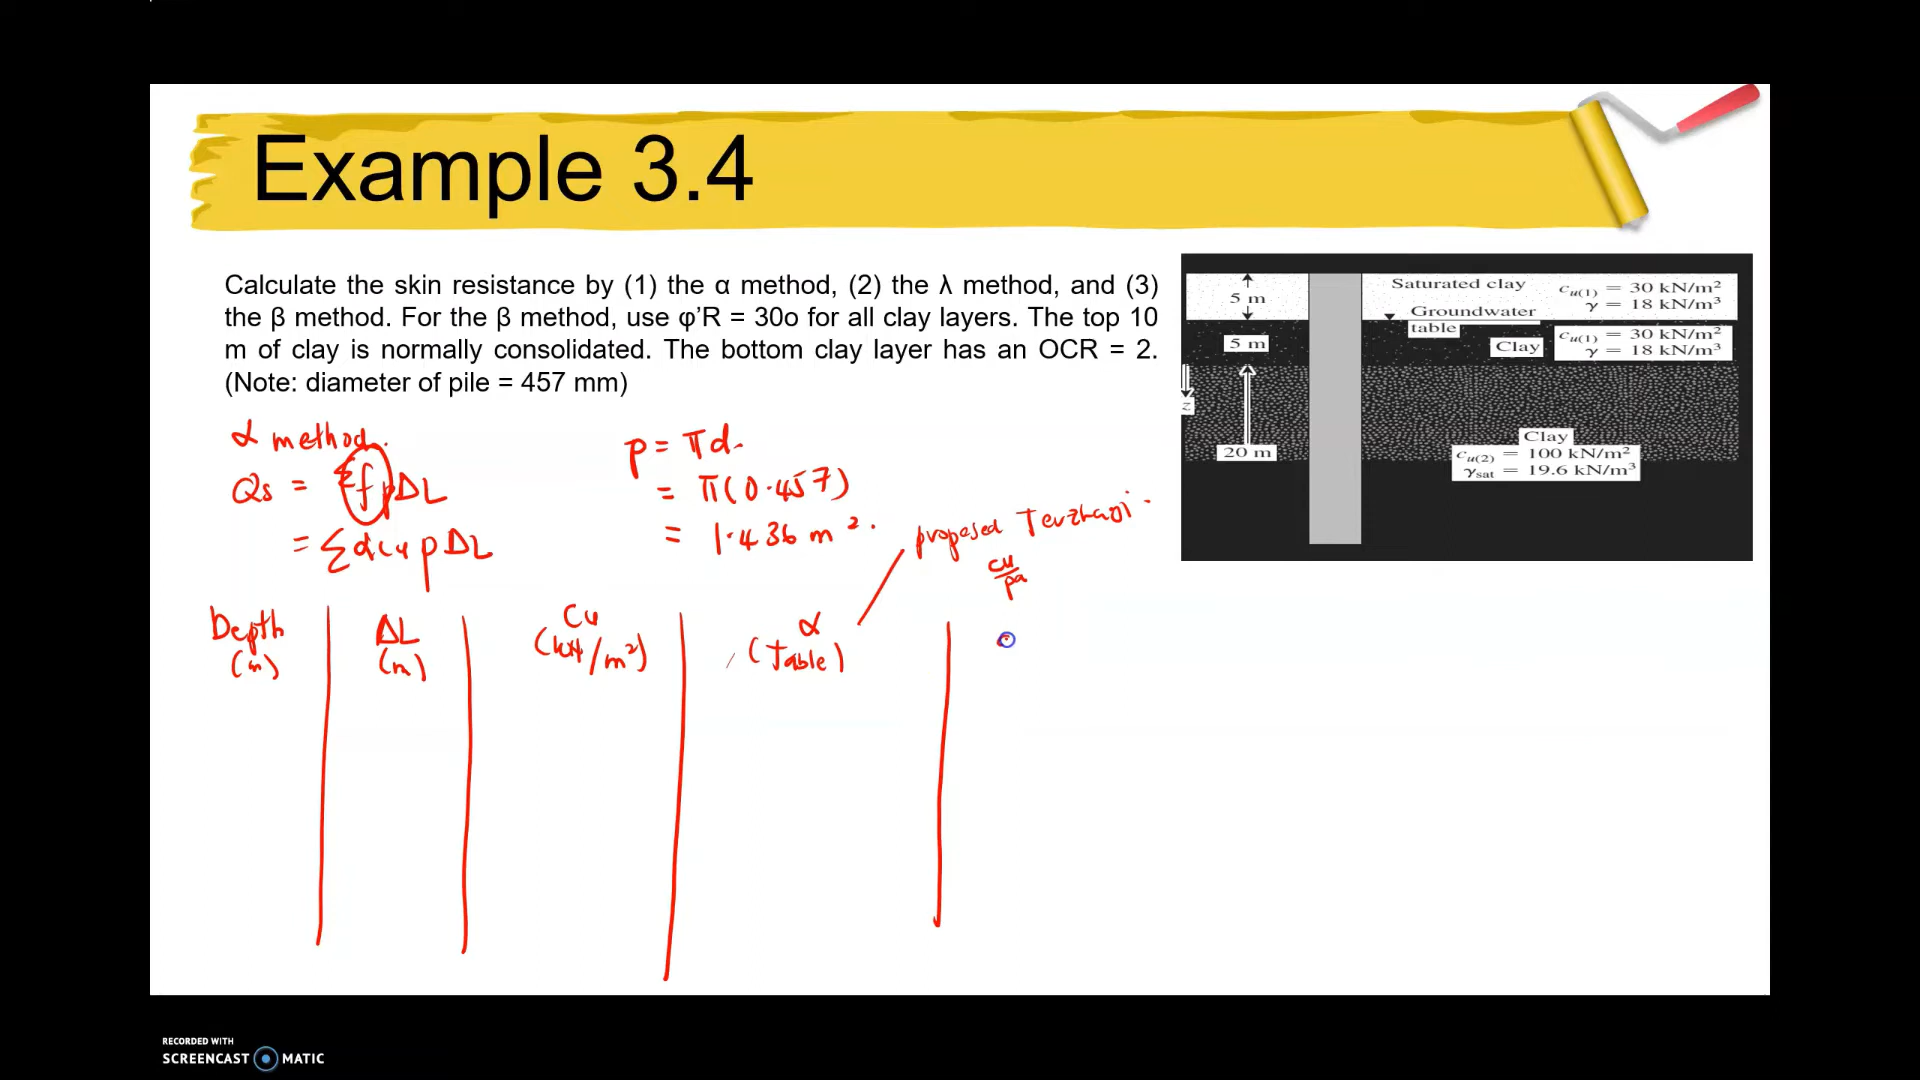 Example 3.4
Calculate the skin resistance by (1) the α method, (2) the λ method, and (3)
the β method. For the β method, use φ’R = 30o for all clay layers. The top 10
m of clay is normally consolidated. The bottom clay layer has an OCR = 2.
(Note: diameter of pile = 457 mm)
5 m
Saturated clay
cu(1) = 30 kN/m²
γ = 18 kN/m³
Groundwater
table
5 m
Clay
cu(1) = 30 kN/m²
γ = 18 kN/m³
z
20 m
Clay
cu(2) = 100 kN/m²
γsat = 19.6 kN/m³
α method.
Qs = Σ f p ΔL
= Σ α cu p ΔL
p = πd.
= π(0.457)
= 1.436 m².
proposed Terzhagi.
cu/pa
Depth
(m)
ΔL
(m)
Cu
(kN/m²)
α
(Table)
RECORDED WITH
SCREENCAST MATIC